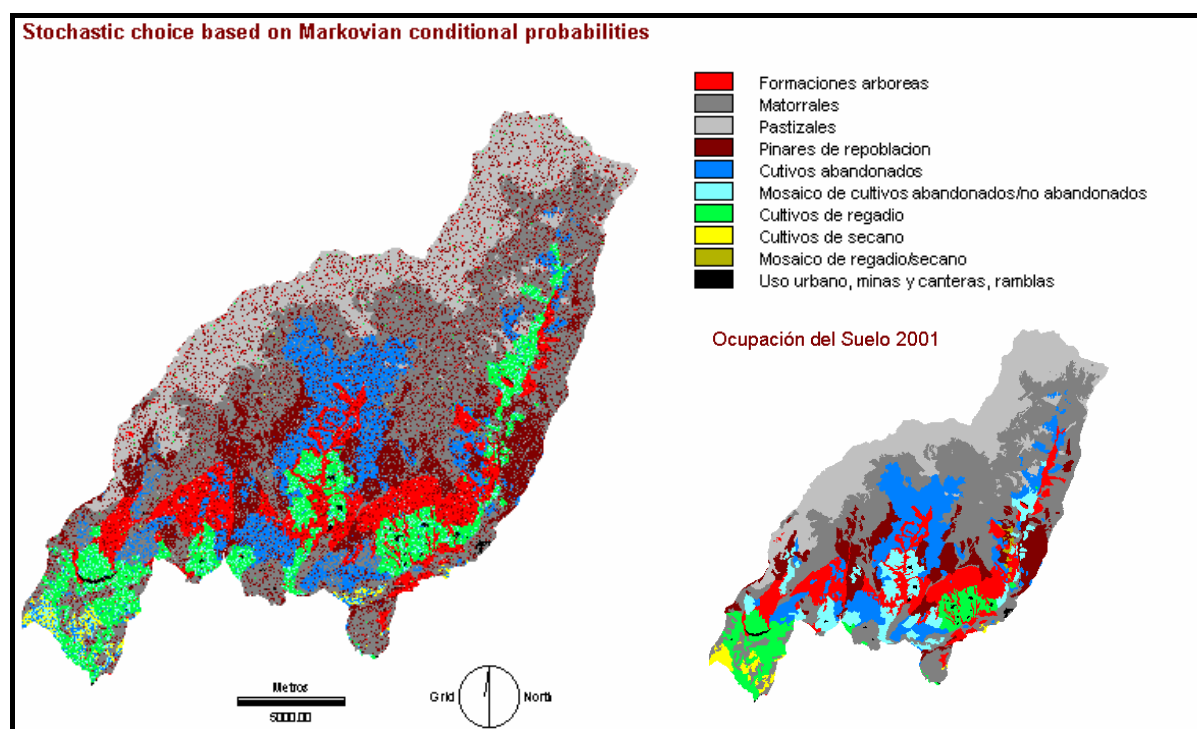 Stochastic choice based on Markovian conditional probabilities
Formaciones arboreas
Matorrales
Pastizales
Pinares de repoblacion
Cutivos abandonados
Mosaico de cultivos abandonados/no abandonados
Cultivos de regadio
Cultivos de secano
Mosaico de regadio/secano
Uso urbano, minas y canteras, ramblas
Ocupación del Suelo 2001
Metros
5000.00
Grid North